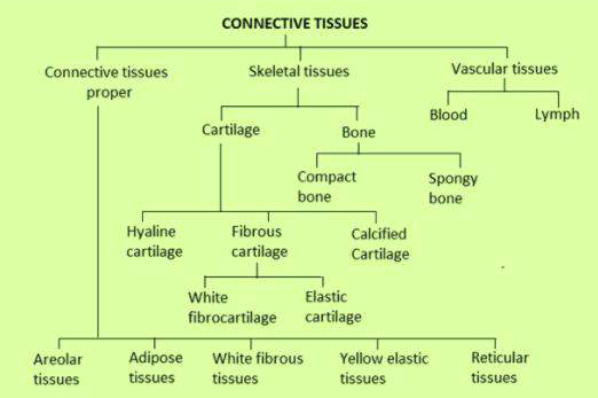 CONNECTIVE TISSUES
Connective tissues
proper
Skeletal tissues
Vascular tissues
Blood
Lymph
Cartilage
Bone
Compact
bone
Spongy
bone
Hyaline
cartilage
Fibrous
cartilage
Calcified
Cartilage
White
fibrocartilage
Elastic
cartilage
Areolar
tissues
Adipose
tissues
White fibrous
tissues
Yellow elastic
tissues
Reticular
tissues